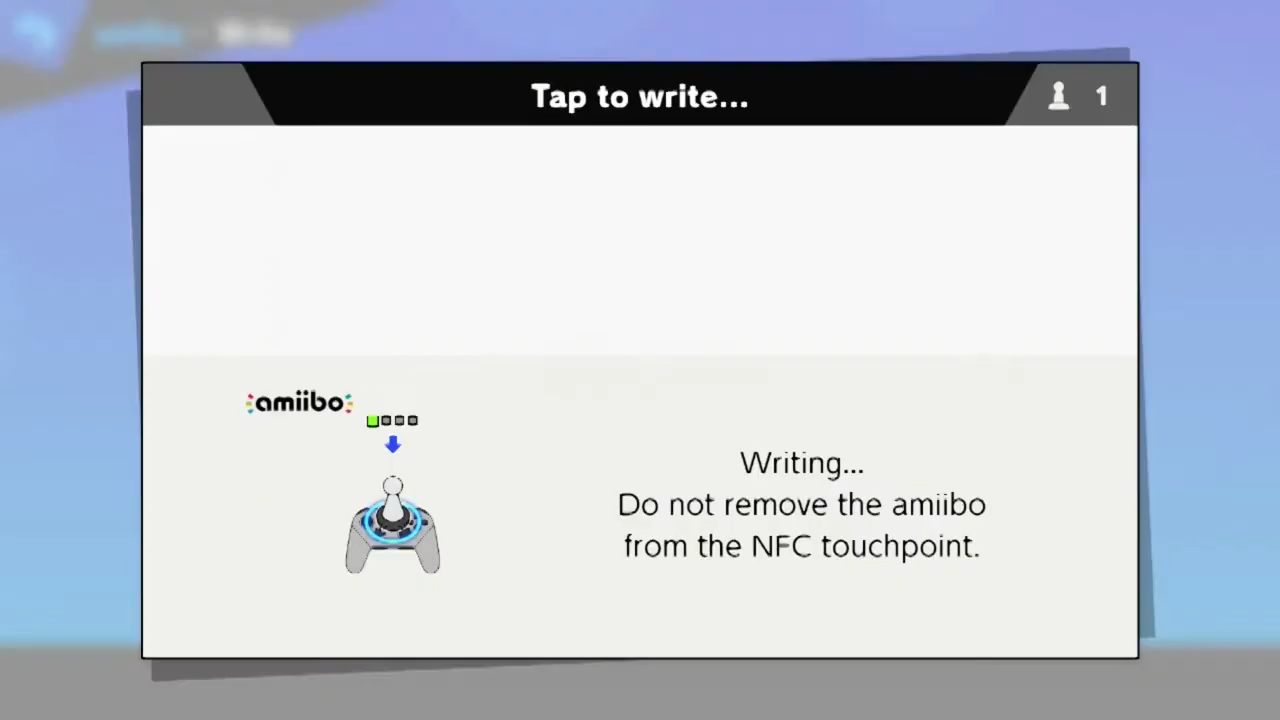 Tap to write...
1
amiibo
Writing...
Do not remove the amiibo
from the NFC touchpoint.